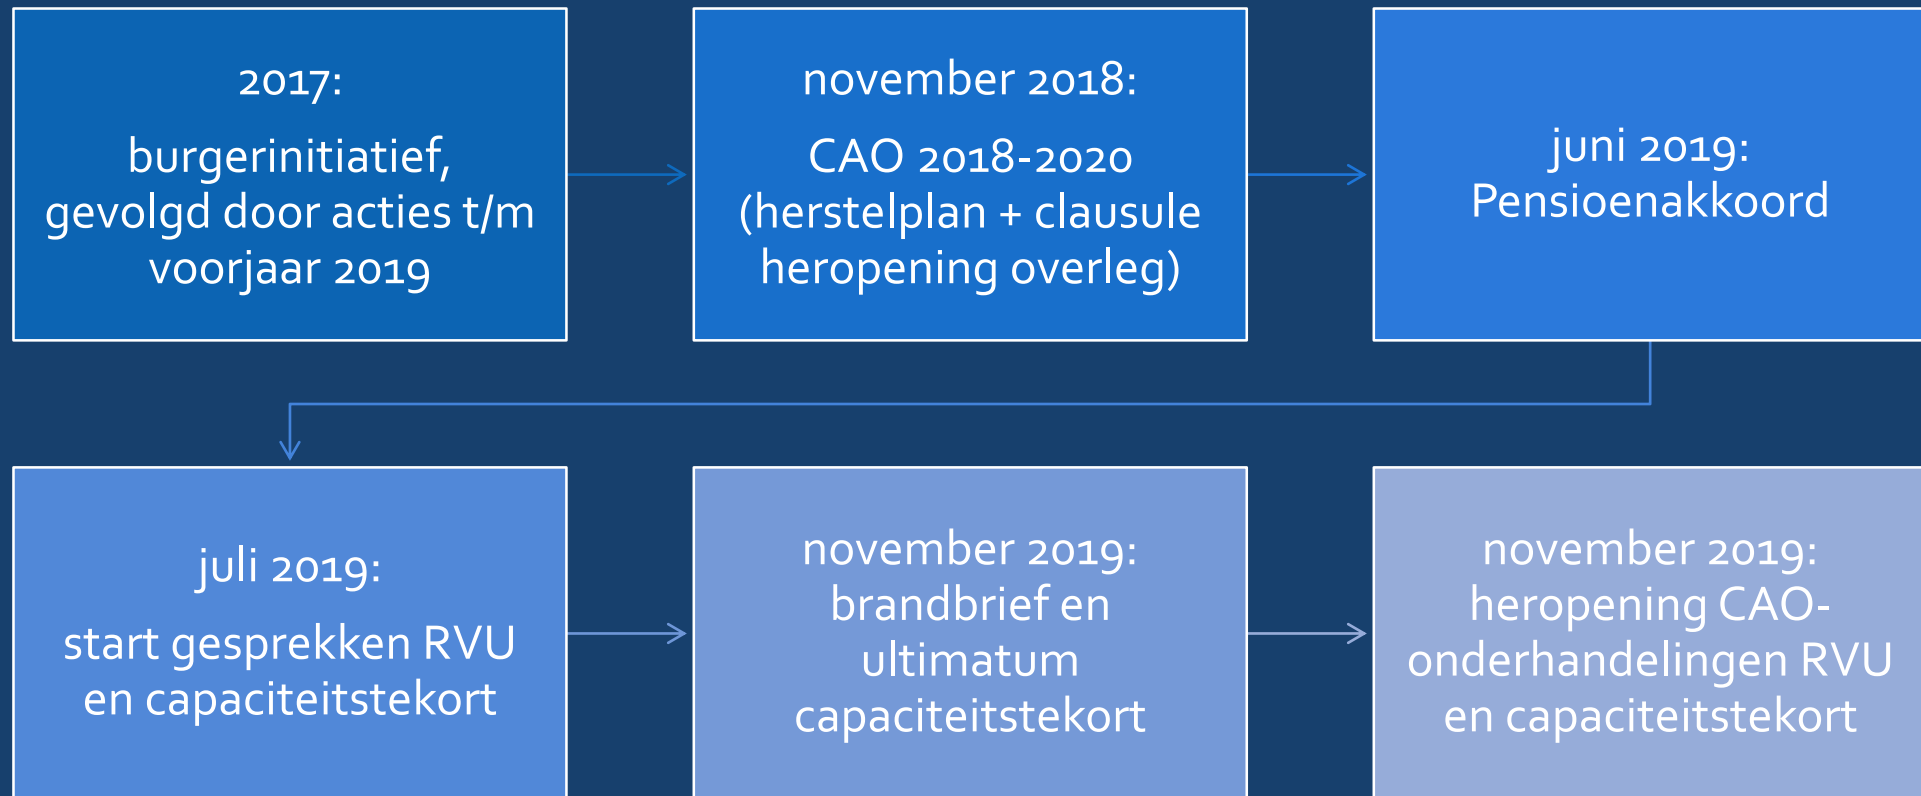 2017:
burgerinitiatief,
gevolgd door acties t/m
voorjaar 2019
november 2018:
CAO 2018-2020
(herstelplan + clausule
heropening overleg)
juni 2019:
Pensioenakkoord
juli 2019:
start gesprekken RVU
en capaciteitstekort
november 2019:
brandbrief en
ultimatum
capaciteitstekort
november 2019:
heropening CAO-
onderhandelingen RVU
en capaciteitstekort